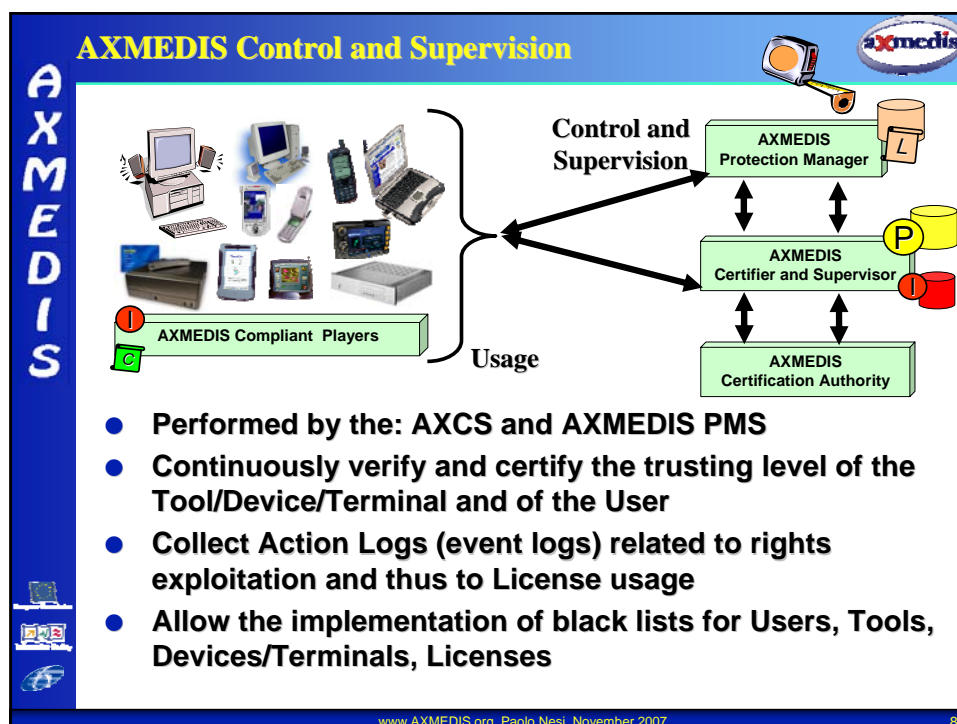 AXMEDIS Control and Supervision
axmedis
AXMEDIS
Control and
Supervision
AXMEDIS
Protection Manager
L
AXMEDIS
Certifier and Supervisor
P
I
AXMEDIS
Certification Authority
I
C
AXMEDIS Compliant Players
Usage
Performed by the: AXCS and AXMEDIS PMS
Continuously verify and certify the trusting level of the
Tool/Device/Terminal and of the User
Collect Action Logs (event logs) related to rights
exploitation and thus to License usage
Allow the implementation of black lists for Users, Tools,
Devices/Terminals, Licenses
www.AXMEDIS.org, Paolo Nesi, November 2007
8